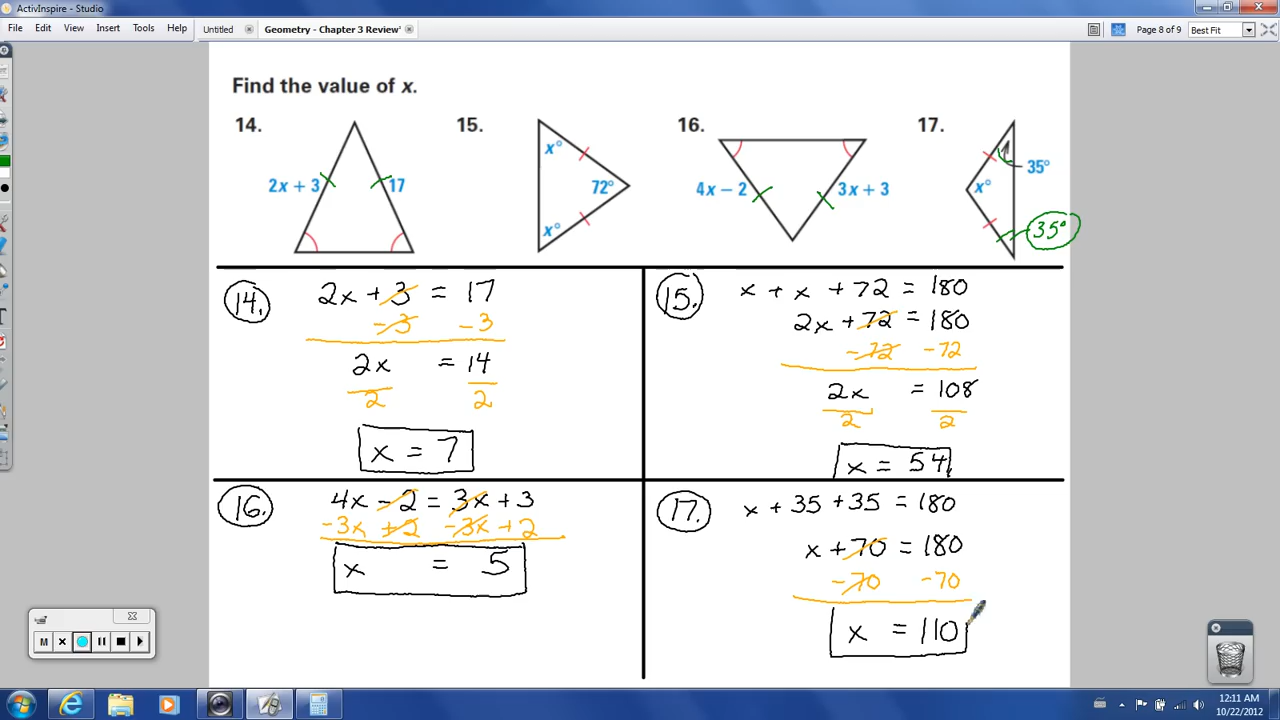 ActivInspire - Studio
File Edit View Insert Tools Help Untitled Geometry - Chapter 3 Review* Page 8 of 9 Best Fit
Find the value of x.
14. 15. 16. 17.
2x + 3 17
x° 72° x°
4x − 2 3x + 3
35° x° 35°
14. 2x + 3 = 17
-3 -3
2x = 14
2 2
x = 7
15. x + x + 72 = 180
2x + 72 = 180
-72 -72
2x = 108
2 2
x = 54
16. 4x - 2 = 3x + 3
-3x + 2 -3x + 2
x = 5
17. x + 35 + 35 = 180
x + 70 = 180
-70 -70
x = 110
M
12:11 AM
10/22/2012